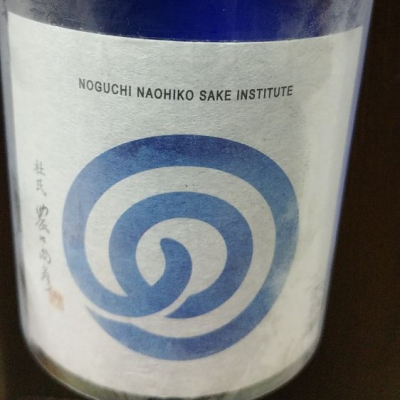 NOGUCHI NAOHIKO SAKE INSTITUTE
杜氏